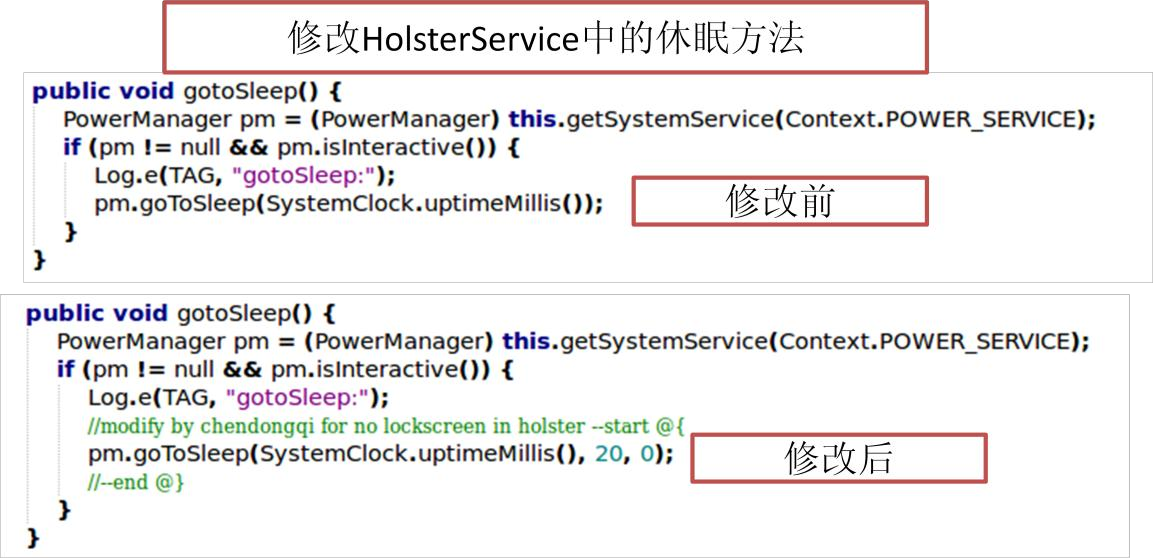 修改HolsterService中的休眠方法
public void gotoSleep() {
PowerManager pm = (PowerManager) this.getSystemService(Context.POWER_SERVICE);
if (pm != null && pm.isInteractive()) {
Log.e(TAG, "gotoSleep:");
pm.goToSleep(SystemClock.uptimeMillis());
修改前
}
}
public void gotoSleep() {
PowerManager pm = (PowerManager) this.getSystemService(Context.POWER_SERVICE);
if (pm != null && pm.isInteractive()) {
Log.e(TAG, "gotoSleep:");
//modify by chendongqi for no lockscreen in holster --start @{
pm.goToSleep(SystemClock.uptimeMillis(), 20, 0);
修改后
//--end @}
}
}